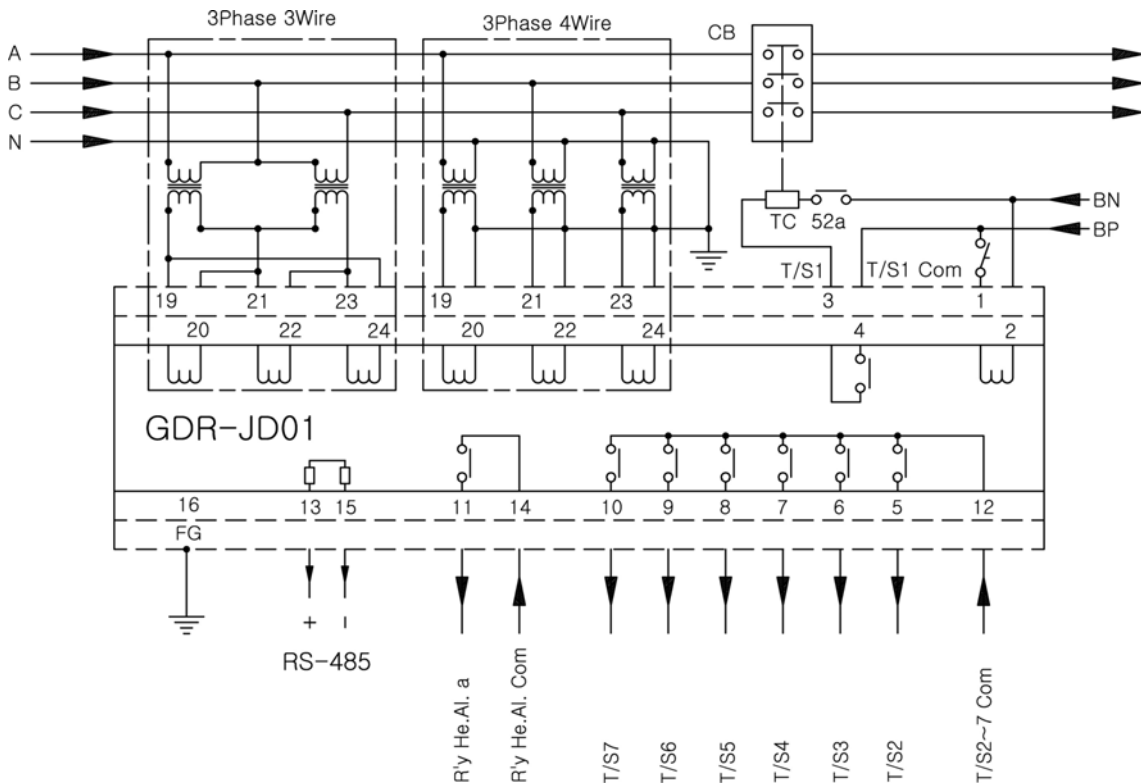 3Phase 3Wire
3Phase 4Wire
CB
A
B
C
N
BN
TC 52a
BP
T/S1
T/S1 Com
19 21 23
19 21 23
3 1
20 22 24
20 22 24
4 2
GDR-JD01
16 13 15 11 14 10 9 8 7 6 5 12
FG
+ -
RS-485
R'y He.Al. a
R'y He.Al. Com
T/S7
T/S6
T/S5
T/S4
T/S3
T/S2
T/S2~7 Com